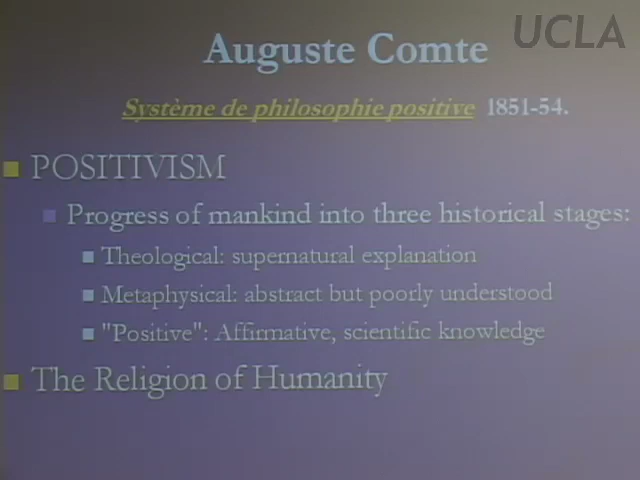 UCLA
Auguste Comte
Système de philosophie positive 1851-54.
POSITIVISM
Progress of mankind into three historical stages:
Theological: supernatural explanation
Metaphysical: abstract but poorly understood
"Positive": Affirmative, scientific knowledge
The Religion of Humanity